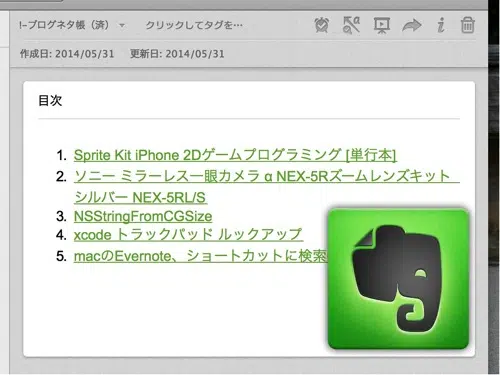 !-ブログネタ帳（済） クリックしてタグを…
作成日: 2014/05/31 更新日: 2014/05/31
目次
1. Sprite Kit iPhone 2Dゲームプログラミング [単行本]
2. ソニー ミラーレス一眼カメラ α NEX-5Rズームレンズキット
シルバー NEX-5RL/S
3. NSStringFromCGSize
4. xcode トラックパッド ルックアップ
5. macのEvernote、ショートカットに検索